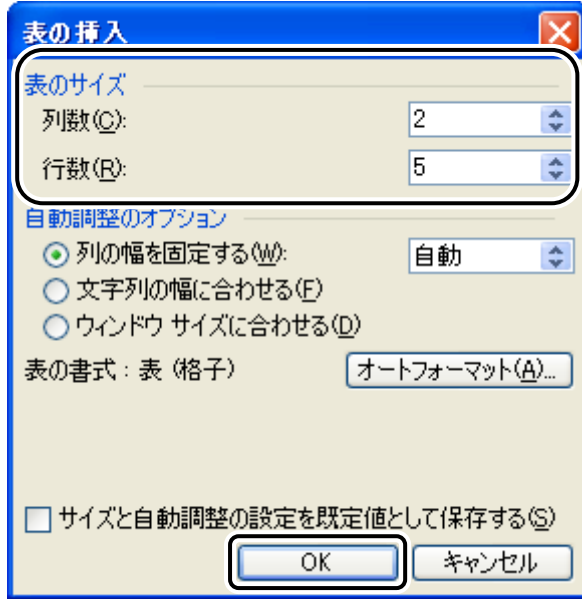 表の挿入
表のサイズ
列数(C): 2
行数(R): 5
自動調整のオプション
列の幅を固定する(W): 自動
文字列の幅に合わせる(F)
ウィンドウ サイズに合わせる(D)
表の書式 : 表 (格子) オートフォーマット(A)...
サイズと自動調整の設定を既定値として保存する(S)
OK キャンセル